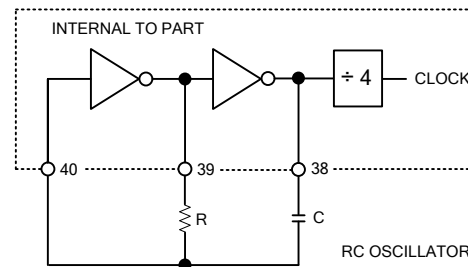 INTERNAL TO PART
÷ 4
CLOCK
40
39
38
R
C
RC OSCILLATOR